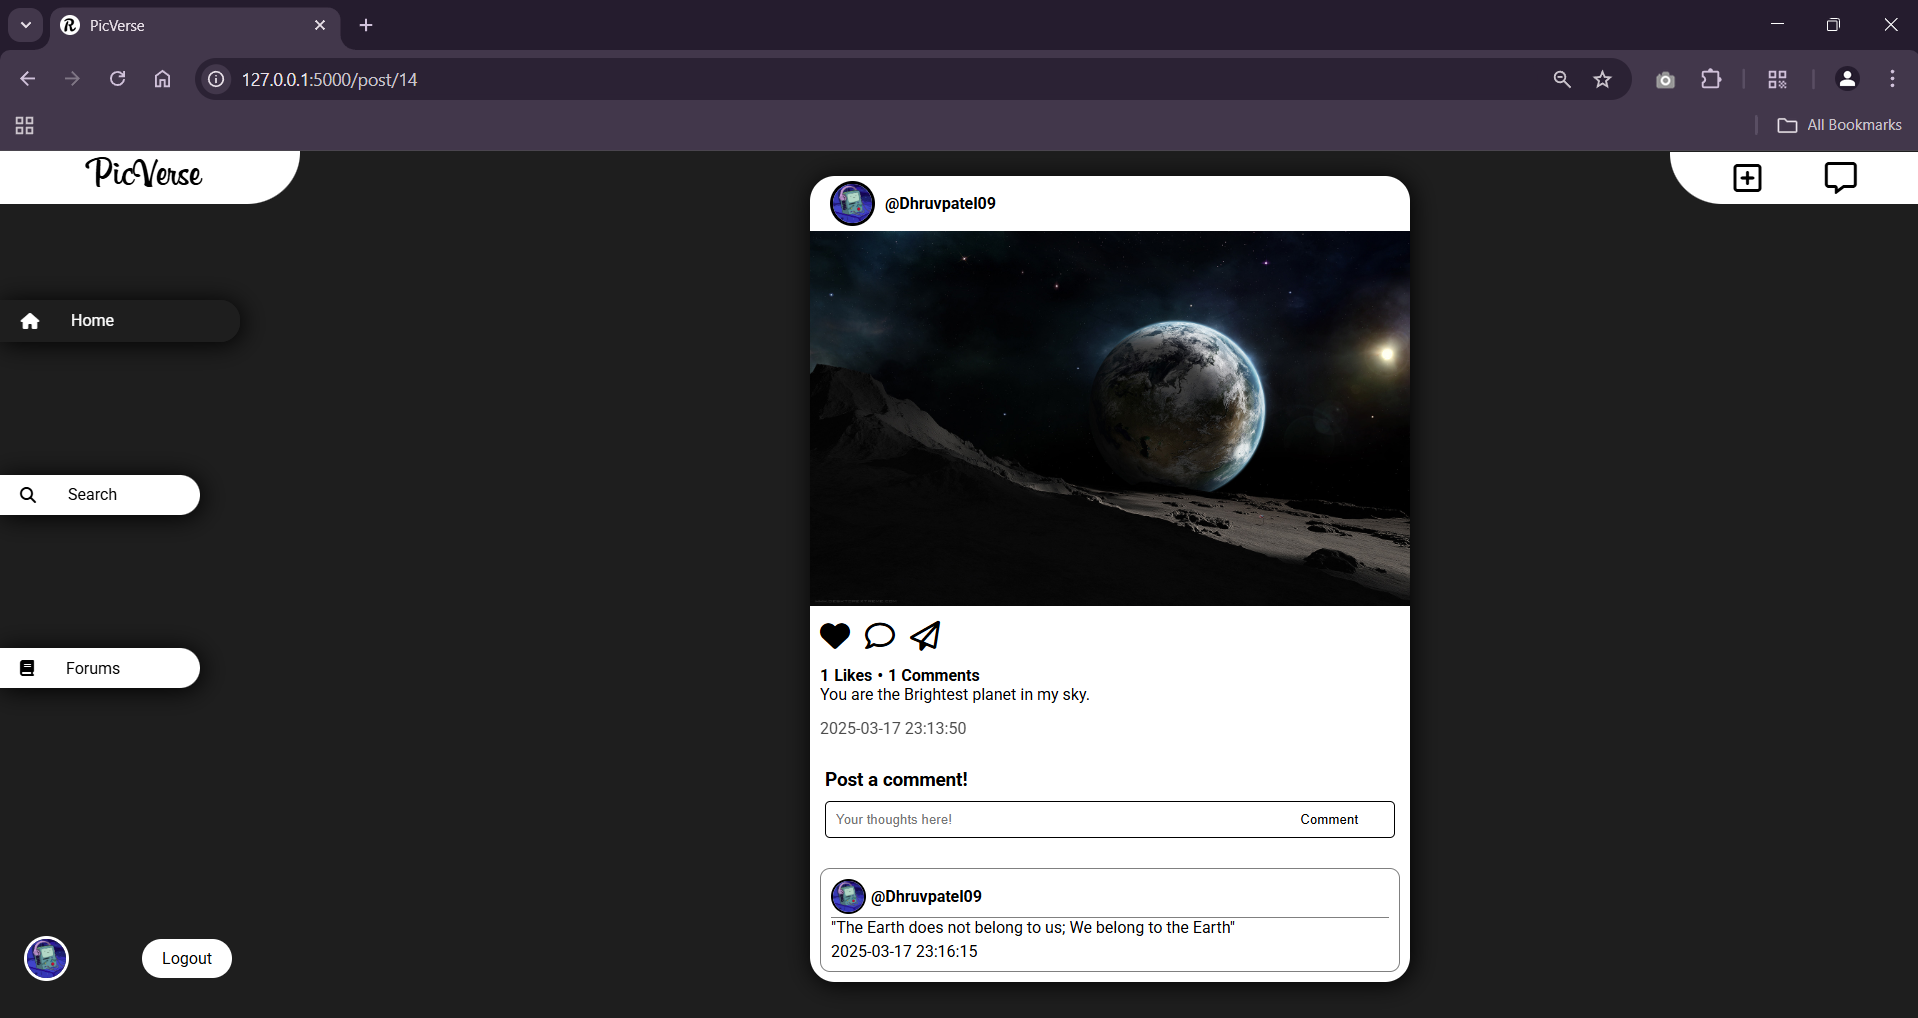 PicVerse
127.0.0.1:5000/post/14
All Bookmarks
PicVerse
@Dhruvpatel09
Home
Search
Forums
1 Likes • 1 Comments
You are the Brightest planet in my sky.
2025-03-17 23:13:50
Post a comment!
Your thoughts here! Comment
@Dhruvpatel09
"The Earth does not belong to us; We belong to the Earth"
2025-03-17 23:16:15
Logout